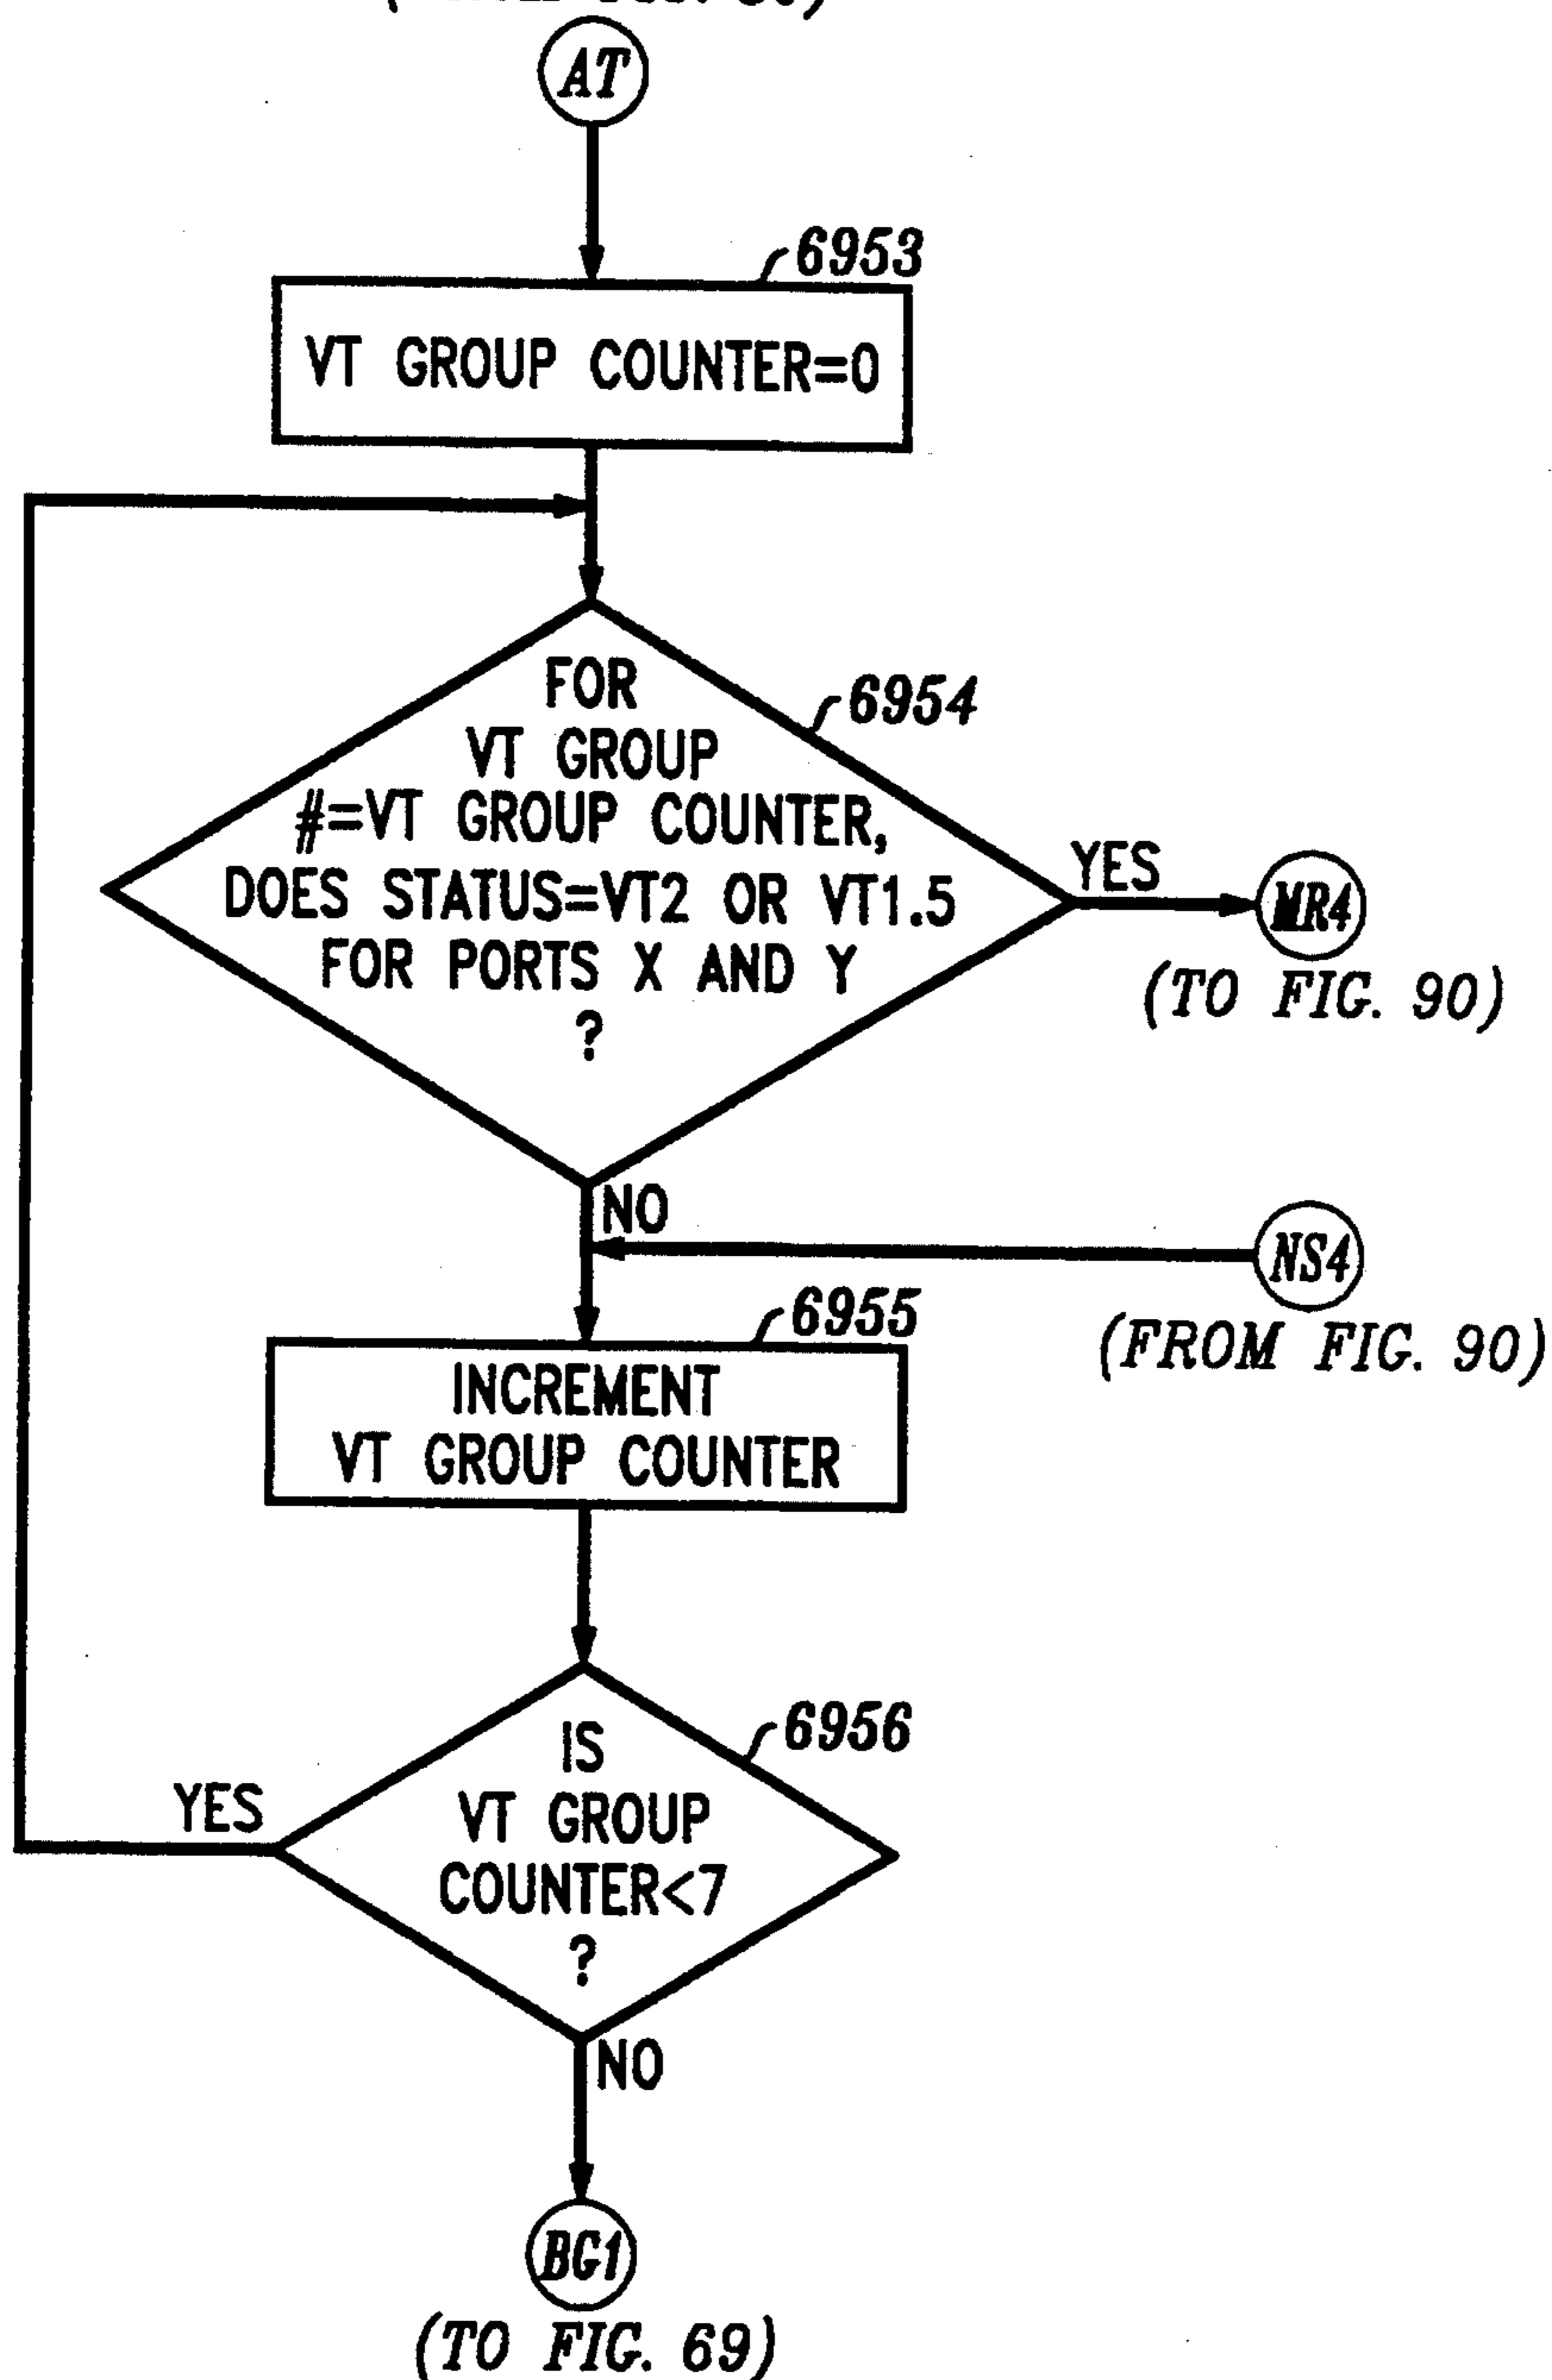 AT
6953
VT GROUP COUNTER=0
FOR
6954
VT GROUP
#=VT GROUP COUNTER,
DOES STATUS=VT2 OR VT1.5
FOR PORTS X AND Y
?
YES
MR4
(TO FIG. 90)
NO
NS4
(FROM FIG. 90)
6955
INCREMENT
VT GROUP COUNTER
6956
IS
VT GROUP
COUNTER<7
?
YES
NO
BG1
(TO FIG. 69)